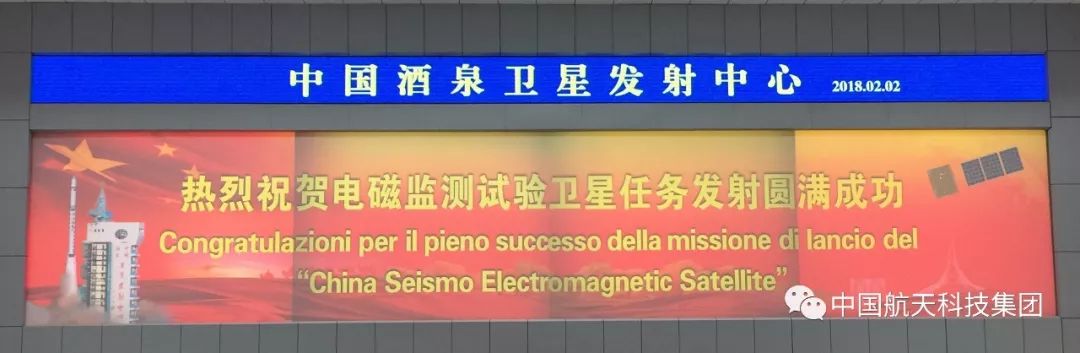 中国酒泉卫星发射中心 2018.02.02
热烈祝贺电磁监测试验卫星任务发射圆满成功
Congratulazioni per il pieno successo della missione di lancio del
“China Seismo Electromagnetic Satellite”
中国航天科技集团